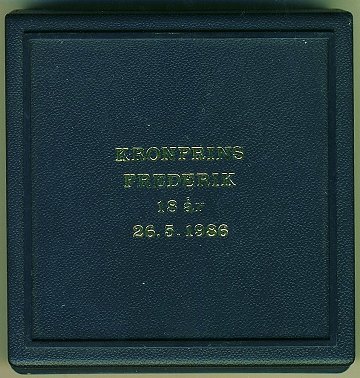 KRONPRINS
FREDERIK
18 år
26.5.1986